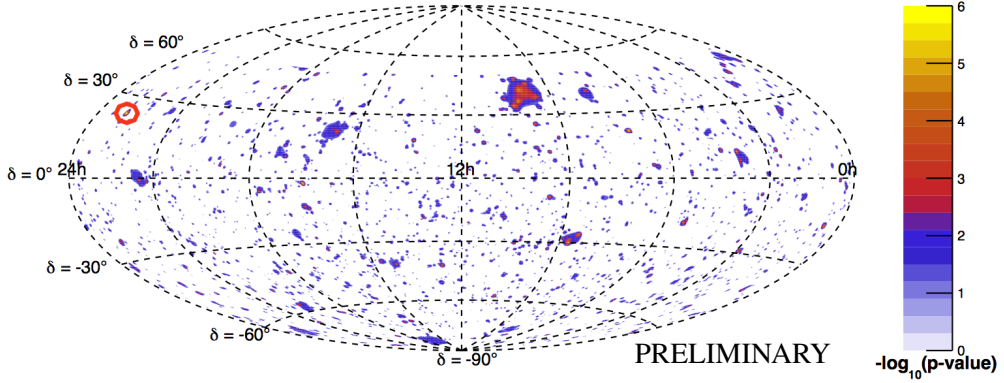 δ = 60°
δ = 30°
δ = 0°
24h
12h
0h
δ = -30°
δ = -60°
δ = -90°
PRELIMINARY
6
5
4
3
2
1
0
-log10(p-value)